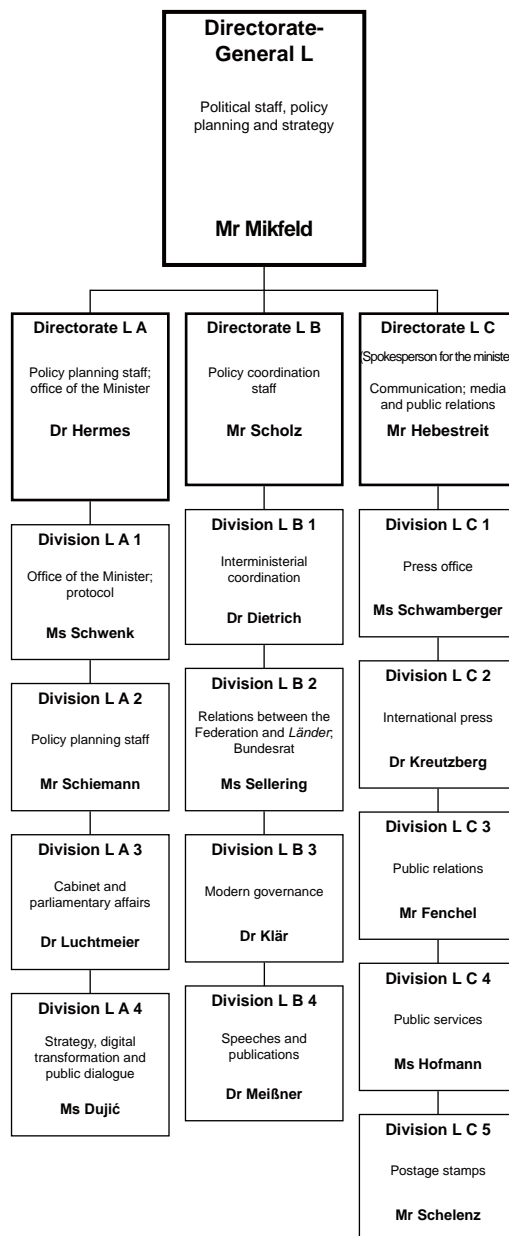 Directorate-
General L
Political staff, policy
planning and strategy
Mr Mikfeld
Directorate L A
Policy planning staff;
office of the Minister
Dr Hermes
Directorate L B
Policy coordination
staff
Mr Scholz
Directorate L C
(Spokesperson for the ministe
Communication; media
and public relations
Mr Hebestreit
Division L A 1
Office of the Minister;
protocol
Ms Schwenk
Division L A 2
Policy planning staff
Mr Schiemann
Division L A 3
Cabinet and
parliamentary affairs
Dr Luchtmeier
Division L A 4
Strategy, digital
transformation and
public dialogue
Ms Dujić
Division L B 1
Interministerial
coordination
Dr Dietrich
Division L B 2
Relations between the
Federation and Länder;
Bundesrat
Ms Sellering
Division L B 3
Modern governance
Dr Klär
Division L B 4
Speeches and
publications
Dr Meißner
Division L C 1
Press office
Ms Schwamberger
Division L C 2
International press
Dr Kreutzberg
Division L C 3
Public relations
Mr Fenchel
Division L C 4
Public services
Ms Hofmann
Division L C 5
Postage stamps
Mr Schelenz